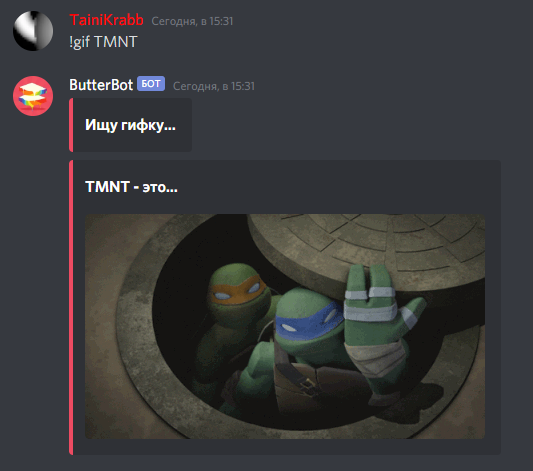 TainiKrabb Сегодня, в 15:31
!gif TMNT
ButterBot БОТ Сегодня, в 15:31
Ищу гифку...
TMNT - это...